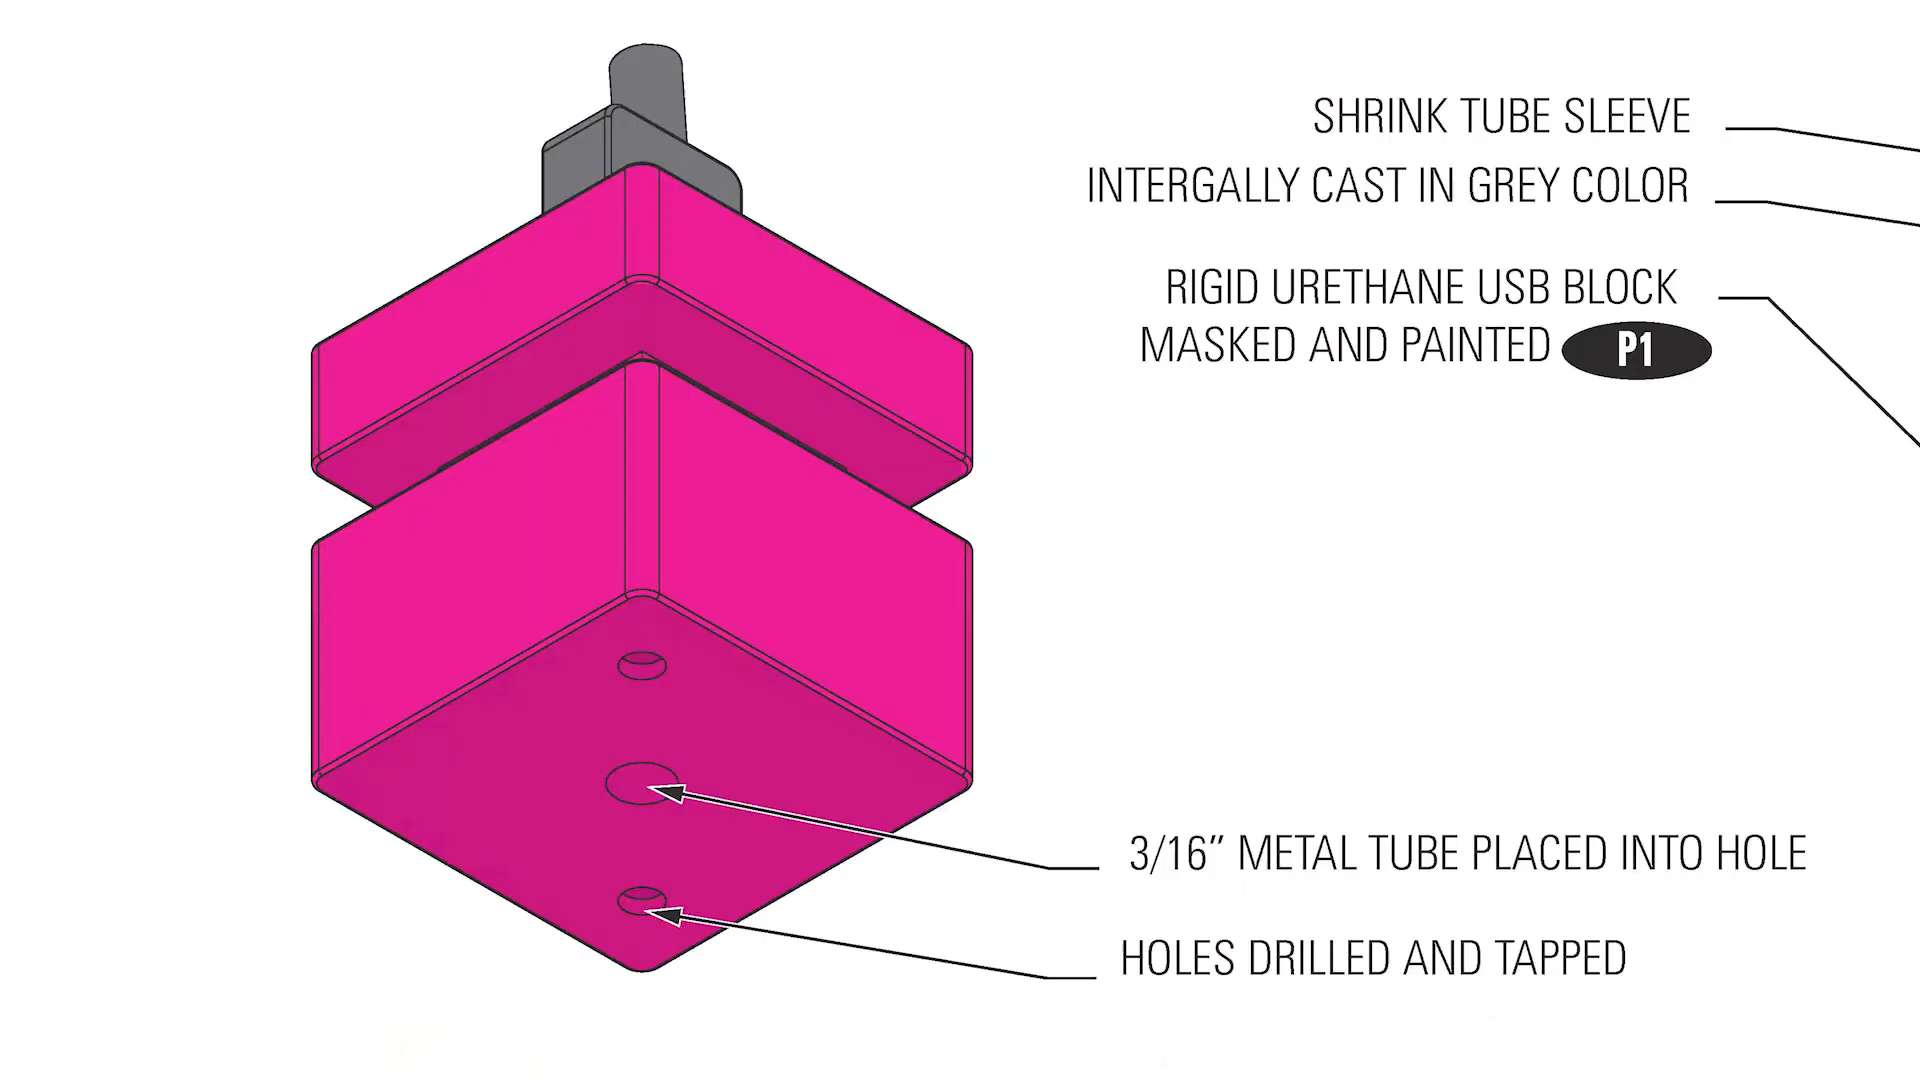 SHRINK TUBE SLEEVE
INTERGALLY CAST IN GREY COLOR
RIGID URETHANE USB BLOCK
MASKED AND PAINTED P1
3/16” METAL TUBE PLACED INTO HOLE
HOLES DRILLED AND TAPPED